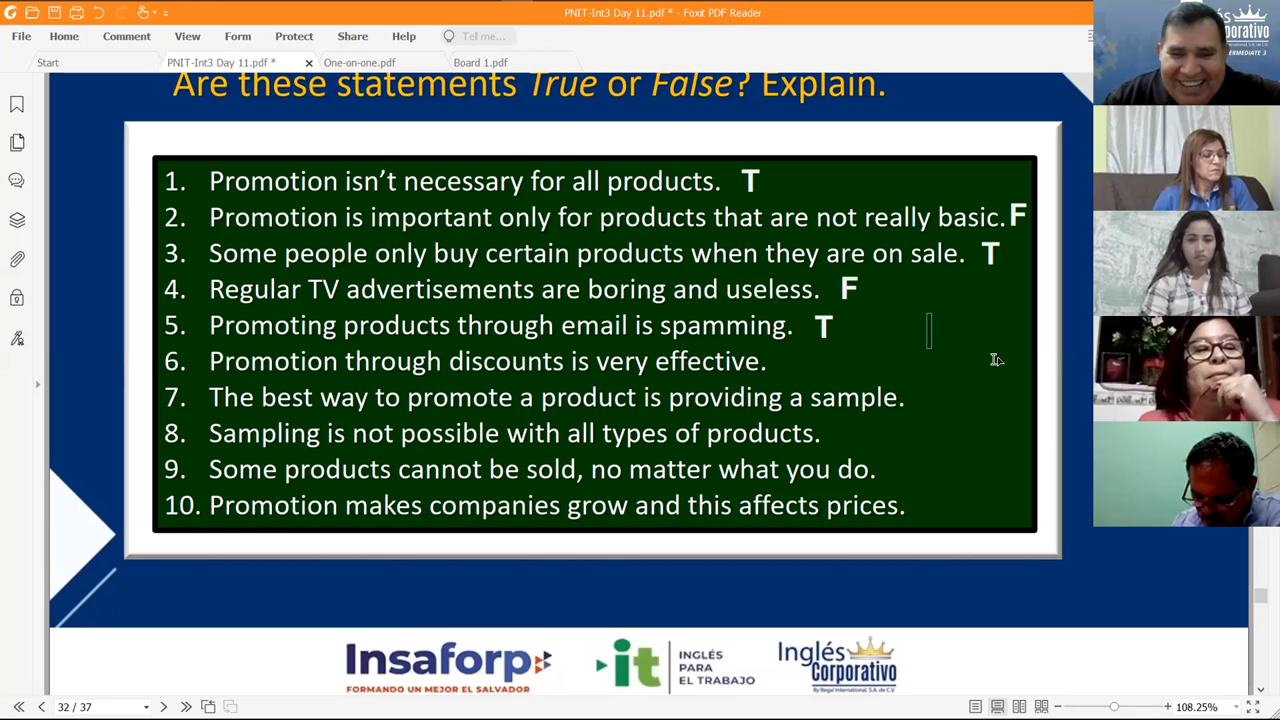 PNIT-Int3 Day 11.pdf * - Foxit PDF Reader
File Home Comment View Form Protect Share Help Tell me...
Start PNIT-Int3 Day 11.pdf * One-on-one.pdf Board 1.pdf
Are these statements True or False? Explain.
1. Promotion isn't necessary for all products. T
2. Promotion is important only for products that are not really basic. F
3. Some people only buy certain products when they are on sale. T
4. Regular TV advertisements are boring and useless. F
5. Promoting products through email is spamming. T
6. Promotion through discounts is very effective.
7. The best way to promote a product is providing a sample.
8. Sampling is not possible with all types of products.
9. Some products cannot be sold, no matter what you do.
10. Promotion makes companies grow and this affects prices.
Insaforp
FORMANDO UN MEJOR EL SALVADOR
it
INGLÉS
PARA
EL TRABAJO
Inglés
Corporativo
By Regal International, S.A. de C.V.
32 / 37
108.25%